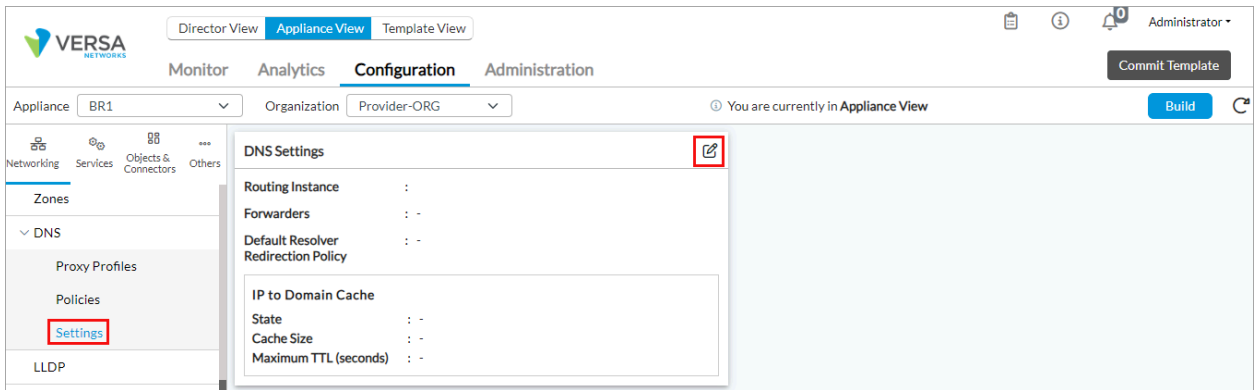 Director View Appliance View Template View
0
Administrator
VERSA
NETWORKS
Monitor Analytics Configuration Administration
Commit Template
Appliance BR1 Organization Provider-ORG
You are currently in Appliance View
Build
Networking Services Objects & Connectors Others
Zones
DNS
Proxy Profiles
Policies
Settings
LLDP
DNS Settings
Routing Instance :
Forwarders : -
Default Resolver : -
Redirection Policy
IP to Domain Cache
State : -
Cache Size : -
Maximum TTL (seconds) : -